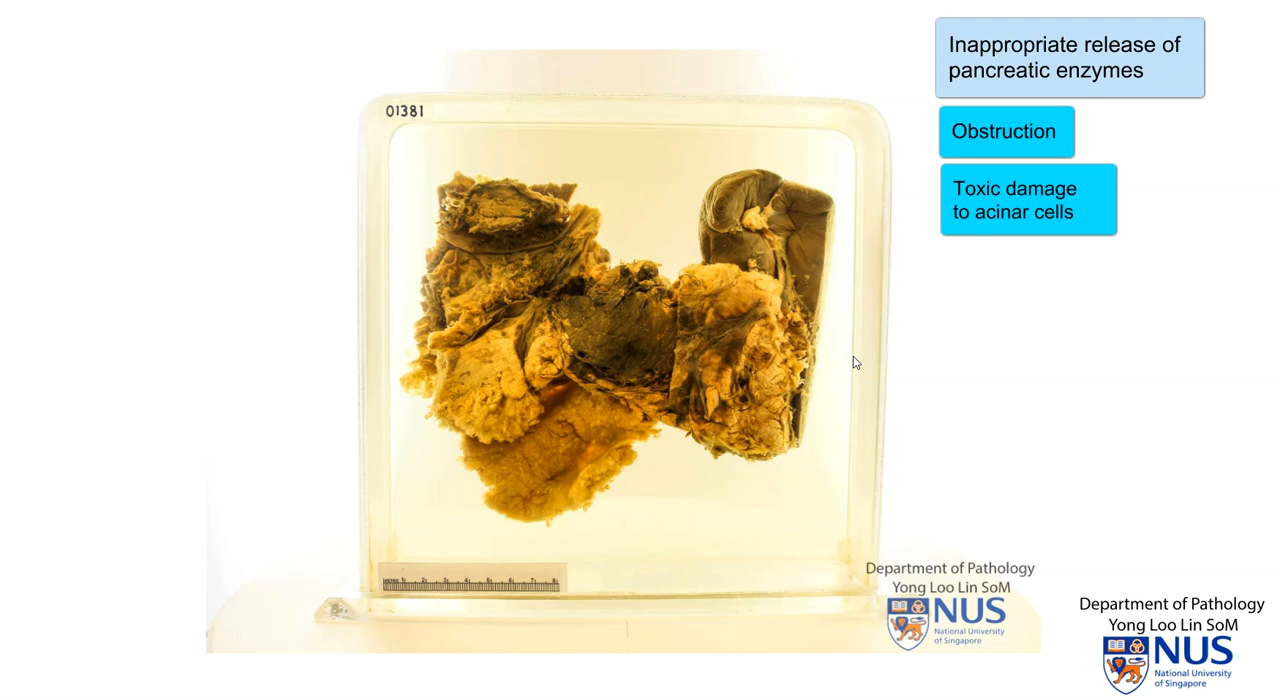 Inappropriate release of
pancreatic enzymes
Obstruction
Toxic damage
to acinar cells
01381
Department of Pathology
Yong Loo Lin SoM
NUS
National University
of Singapore
Department of Pathology
Yong Loo Lin SoM
NUS
National University
of Singapore